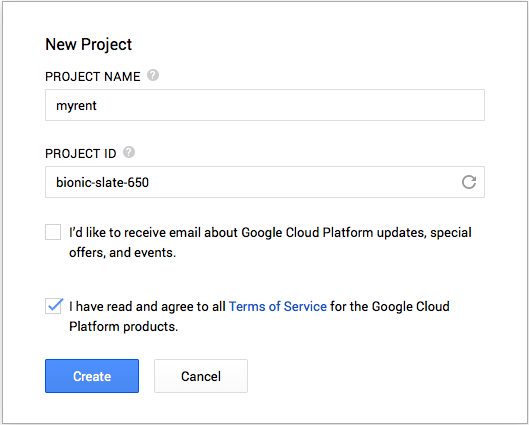 New Project
PROJECT NAME ?
myrent
PROJECT ID ?
bionic-slate-650
I'd like to receive email about Google Cloud Platform updates, special
offers, and events.
I have read and agree to all Terms of Service for the Google Cloud
Platform products.
Create Cancel